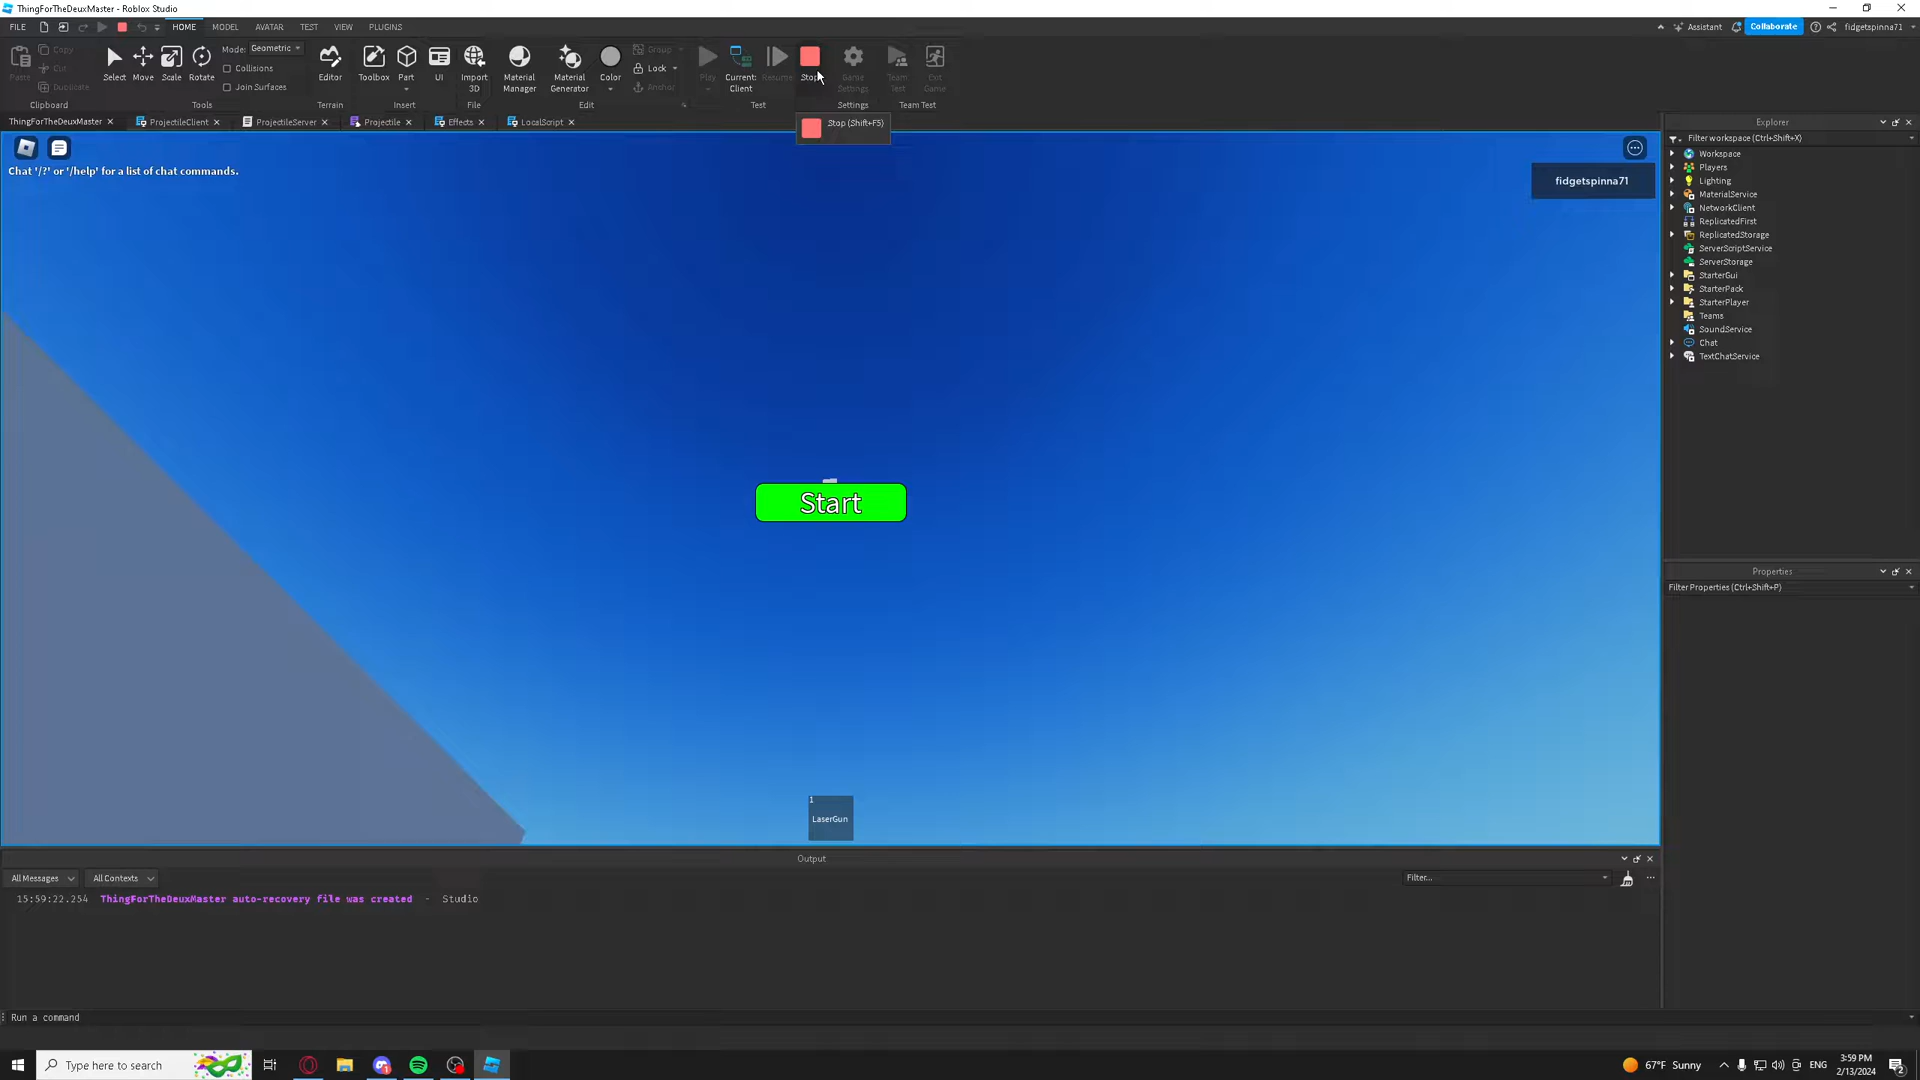 ThingForTheDeuxMaster - Roblox Studio
FILE HOME MODEL AVATAR TEST VIEW PLUGINS Assistant Collaborate fidgetspinna71
Copy Mode: Geometric Group
Cut Collisions Lock
Paste Duplicate Select Move Scale Rotate Join Surfaces Editor Toolbox Part UI Import 3D Material Manager Material Generator Color Anchor Play Current: Client Resume Stop Game Settings Team Test Exit Game
Clipboard Tools Terrain Insert File Edit Test Settings Team Test
ThingForTheDeuxMaster ProjectileClient ProjectileServer Projectile Effects LocalScript
Stop (Shift+F5)
Chat '/?' or '/help' for a list of chat commands.
fidgetspinna71
Start
1
LaserGun
Explorer
Filter workspace (Ctrl+Shift+X)
Workspace
Players
Lighting
MaterialService
NetworkClient
ReplicatedFirst
ReplicatedStorage
ServerScriptService
ServerStorage
StarterGui
StarterPack
StarterPlayer
Teams
SoundService
Chat
TextChatService
Properties
Filter Properties (Ctrl+Shift+P)
Output
All Messages All Contexts Filter...
15:59:22.254 ThingForTheDeuxMaster auto-recovery file was created - Studio
Run a command
Type here to search 67°F Sunny ENG 3:59 PM
2/13/2024 2